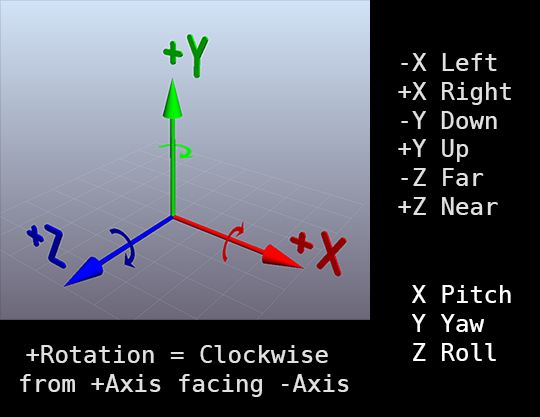 +Y
+Z
+X
-X Left
+X Right
-Y Down
+Y Up
-Z Far
+Z Near
X Pitch
Y Yaw
Z Roll
+Rotation = Clockwise
from +Axis facing -Axis